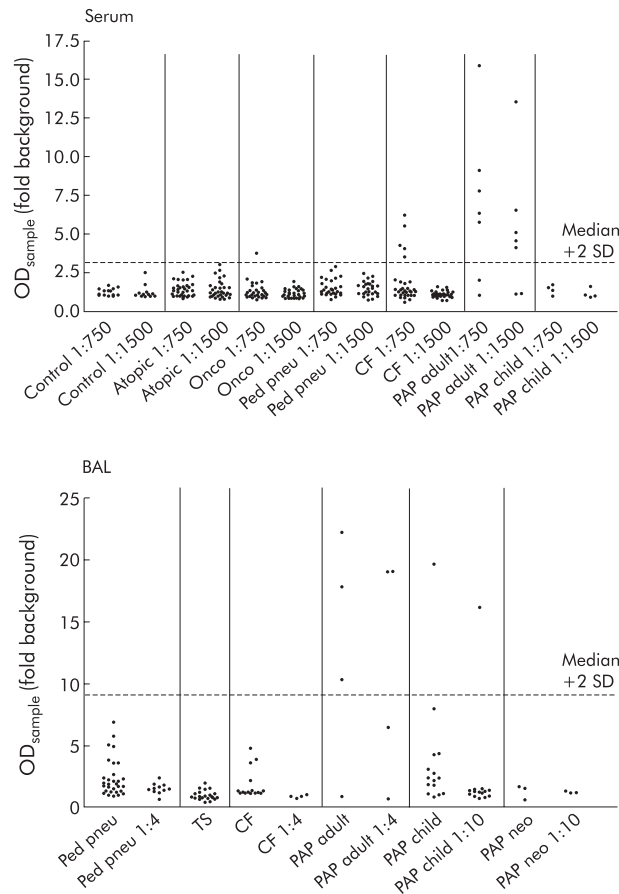 Serum
17.5
15.0
12.5
10.0
7.5
5.0
2.5
0.0
ODsample (fold background)
Median
+2 SD
Control 1:750
Control 1:1500
Atopic 1:750
Atopic 1:1500
Onco 1:750
Onco 1:1500
Ped pneu 1:750
Ped pneu 1:1500
CF 1:750
CF 1:1500
PAP adult1:750
PAP adult 1:1500
PAP child 1:750
PAP child 1:1500
BAL
25
20
15
10
5
0
ODsample (fold background)
Median
+2 SD
Ped pneu
Ped pneu 1:4
TS
CF
CF 1:4
PAP adult
PAP adult 1:4
PAP child
PAP child 1:10
PAP neo
PAP neo 1:10